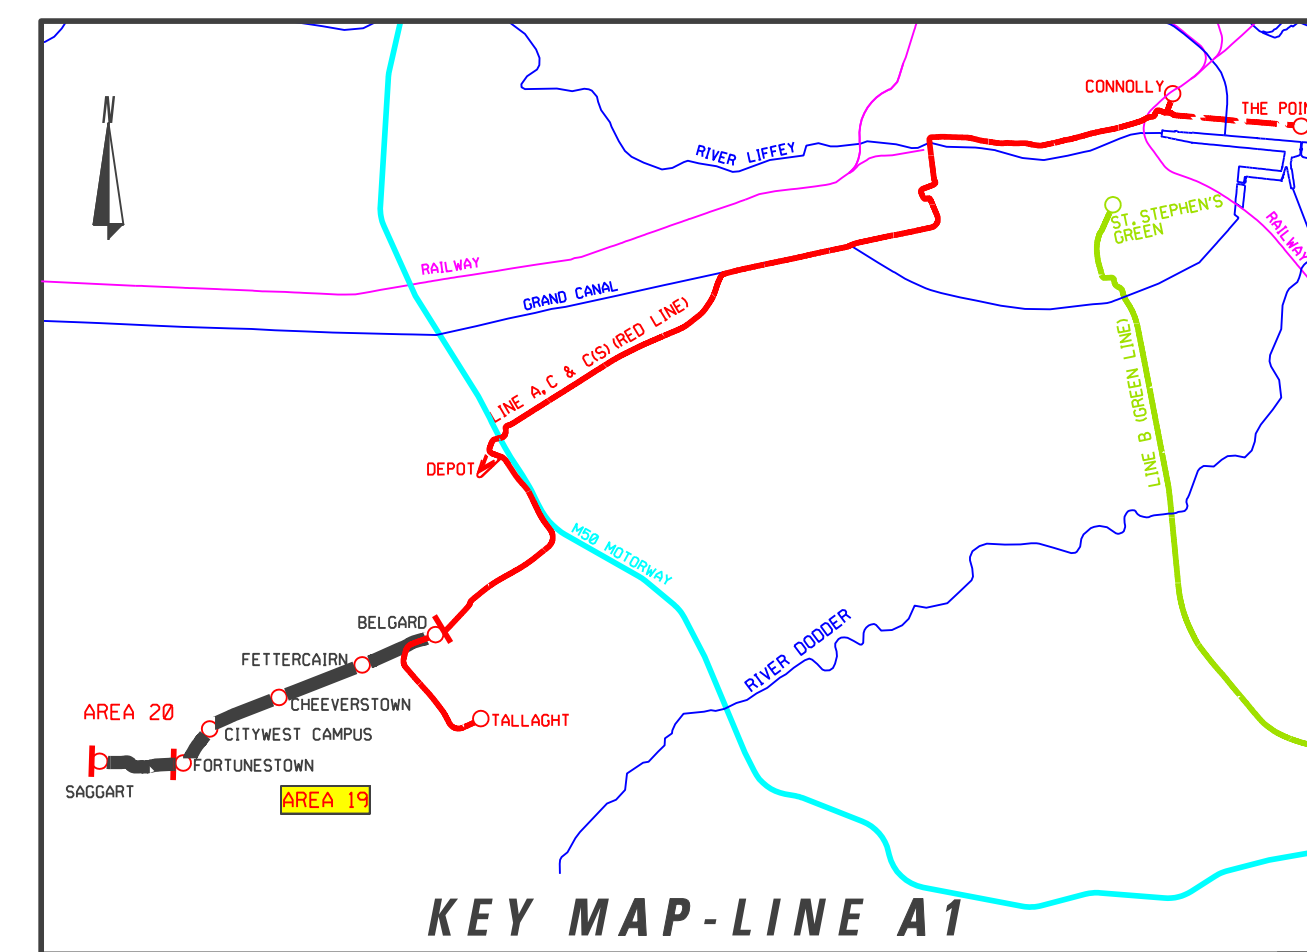 N
CONNOLLY
THE POIN
RIVER LIFFEY
ST.STEPHEN'S
GREEN
RAILWAY
RAILWAY
GRAND CANAL
LINE A,C & C(S)(RED LINE)
LINE B (GREEN LINE)
DEPOT
M50 MOTORWAY
BELGARD
RIVER DODDER
FETTERCAIRN
CHEEVERSTOWN
AREA 20
TALLAGHT
CITYWEST CAMPUS
FORTUNESTOWN
SAGGART
AREA 19
KEY MAP-LINE A1